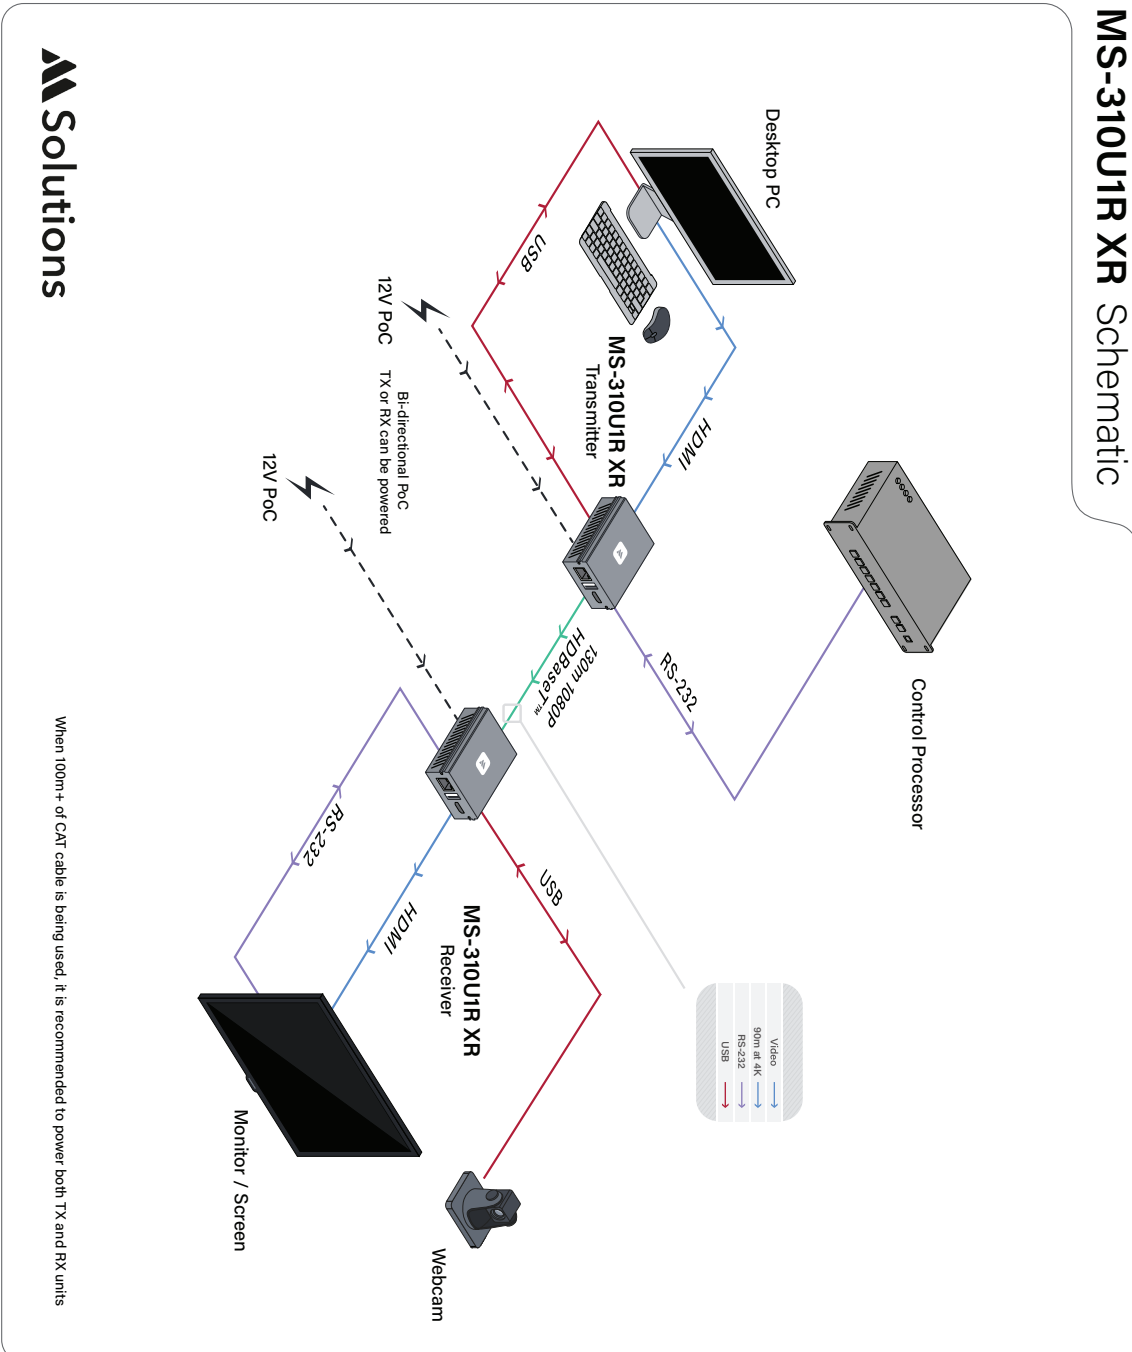 MS-310U1R XR Schematic
Desktop PC
Control Processor
USB
HDMI
MS-310U1R XR
Transmitter
12V PoC
Bi-directional PoC
TX or RX can be powered
12V PoC
RS-232
130m 1080P
HDBaseT™
Video
90m at 4K
RS-232
USB
USB
MS-310U1R XR
Receiver
RS-232
HDMI
Monitor / Screen
Webcam
Solutions
When 100m+ of CAT cable is being used, it is recommended to power both TX and RX units